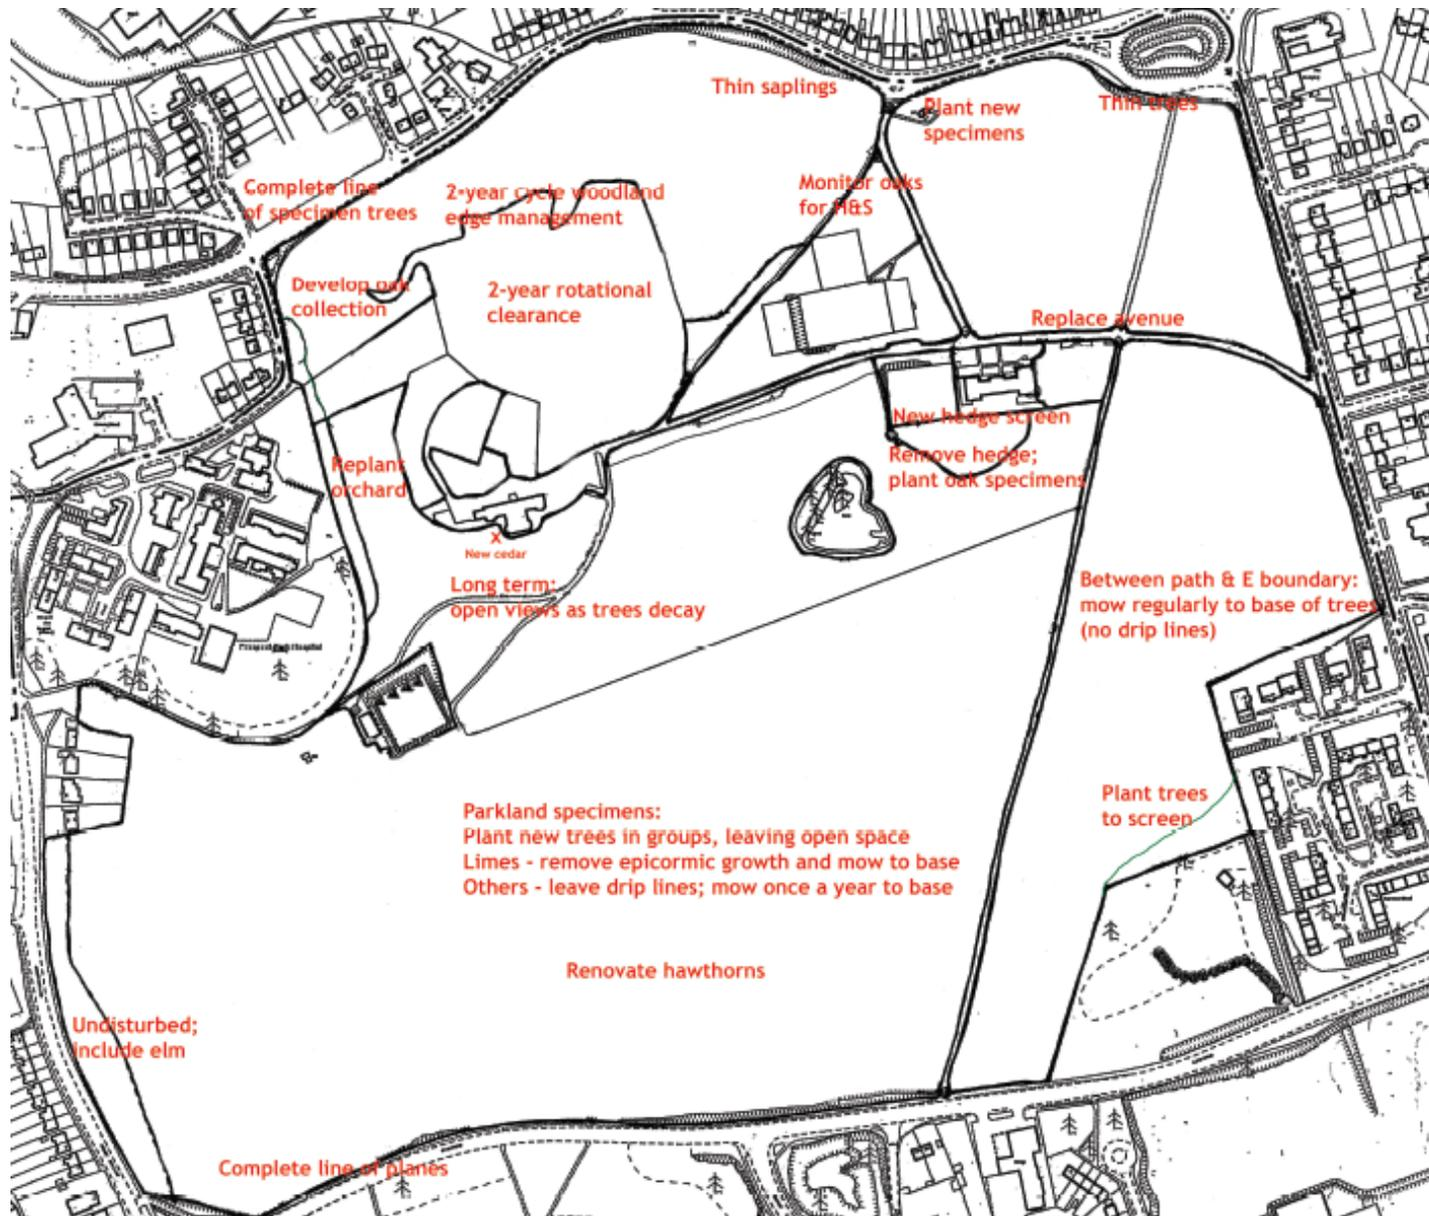 Thin saplings
Plant new
specimens
Thin trees
Complete line
of specimen trees
2-year cycle woodland
edge management
Monitor oaks
for H&S
Develop oak
collection
2-year rotational
clearance
Replace avenue
New hedge screen
Remove hedge;
plant oak specimens
Replant
orchard
X
New cedar
Long term:
open views as trees decay
Between path & E boundary:
mow regularly to base of trees
(no drip lines)
Plant trees
to screen
Parkland specimens:
Plant new trees in groups, leaving open space
Limes - remove epicormic growth and mow to base
Others - leave drip lines; mow once a year to base
Renovate hawthorns
Undisturbed;
include elm
Complete line of planes